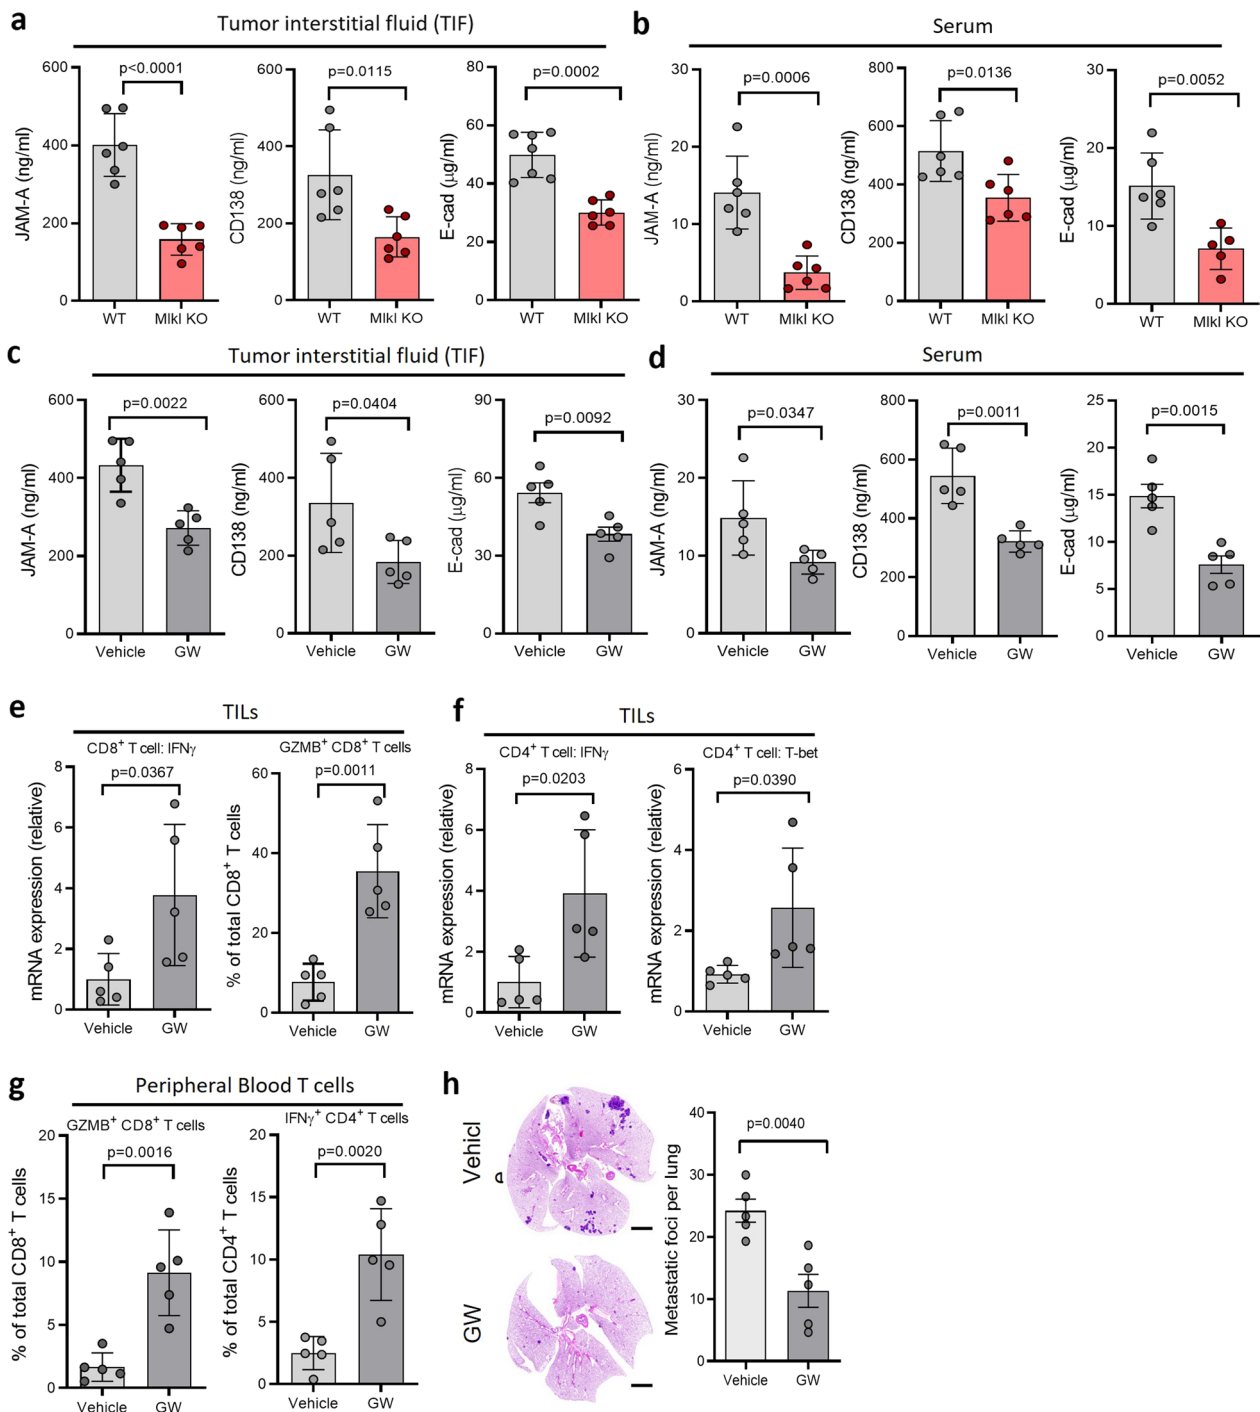 a
Tumor interstitial fluid (TIF)
JAM-A (ng/ml)
600
400
200
0
p<0.0001
WT
Mlkl KO
CD138 (ng/ml)
600
400
200
0
p=0.0115
WT
Mlkl KO
E-cad (µg/ml)
80
60
40
20
0
p=0.0002
WT
Mlkl KO
b
Serum
JAM-A (ng/ml)
30
20
10
0
p=0.0006
WT
Mlkl KO
CD138 (ng/ml)
800
600
400
200
0
p=0.0136
WT
Mlkl KO
E-cad (µg/ml)
30
20
10
0
p=0.0052
WT
Mlkl KO
c
Tumor interstitial fluid (TIF)
JAM-A (ng/ml)
600
400
200
0
p=0.0022
Vehicle
GW
CD138 (ng/ml)
600
400
200
0
p=0.0404
Vehicle
GW
E-cad (µg/ml)
90
60
30
0
p=0.0092
Vehicle
GW
d
Serum
JAM-A (ng/ml)
30
20
10
0
p=0.0347
Vehicle
GW
CD138 (ng/ml)
800
600
400
200
0
p=0.0011
Vehicle
GW
E-cad (µg/ml)
25
20
15
10
5
0
p=0.0015
Vehicle
GW
e
TILs
CD8⁺ T cell: IFNγ
mRNA expression (relative)
8
6
4
2
0
p=0.0367
Vehicle
GW
GZMB⁺ CD8⁺ T cells
% of total CD8⁺ T cells
60
40
20
0
p=0.0011
Vehicle
GW
f
TILs
CD4⁺ T cell: IFNγ
mRNA expression (relative)
8
6
4
2
0
p=0.0203
Vehicle
GW
CD4⁺ T cell: T-bet
mRNA expression (relative)
6
4
2
0
p=0.0390
Vehicle
GW
g
Peripheral Blood T cells
GZMB⁺ CD8⁺ T cells
% of total CD8⁺ T cells
20
15
10
5
0
p=0.0016
Vehicle
GW
IFNγ⁺ CD4⁺ T cells
% of total CD4⁺ T cells
20
15
10
5
0
p=0.0020
Vehicle
GW
h
Vehicl
e
GW
Metastatic foci per lung
40
30
20
10
0
p=0.0040
Vehicle
GW